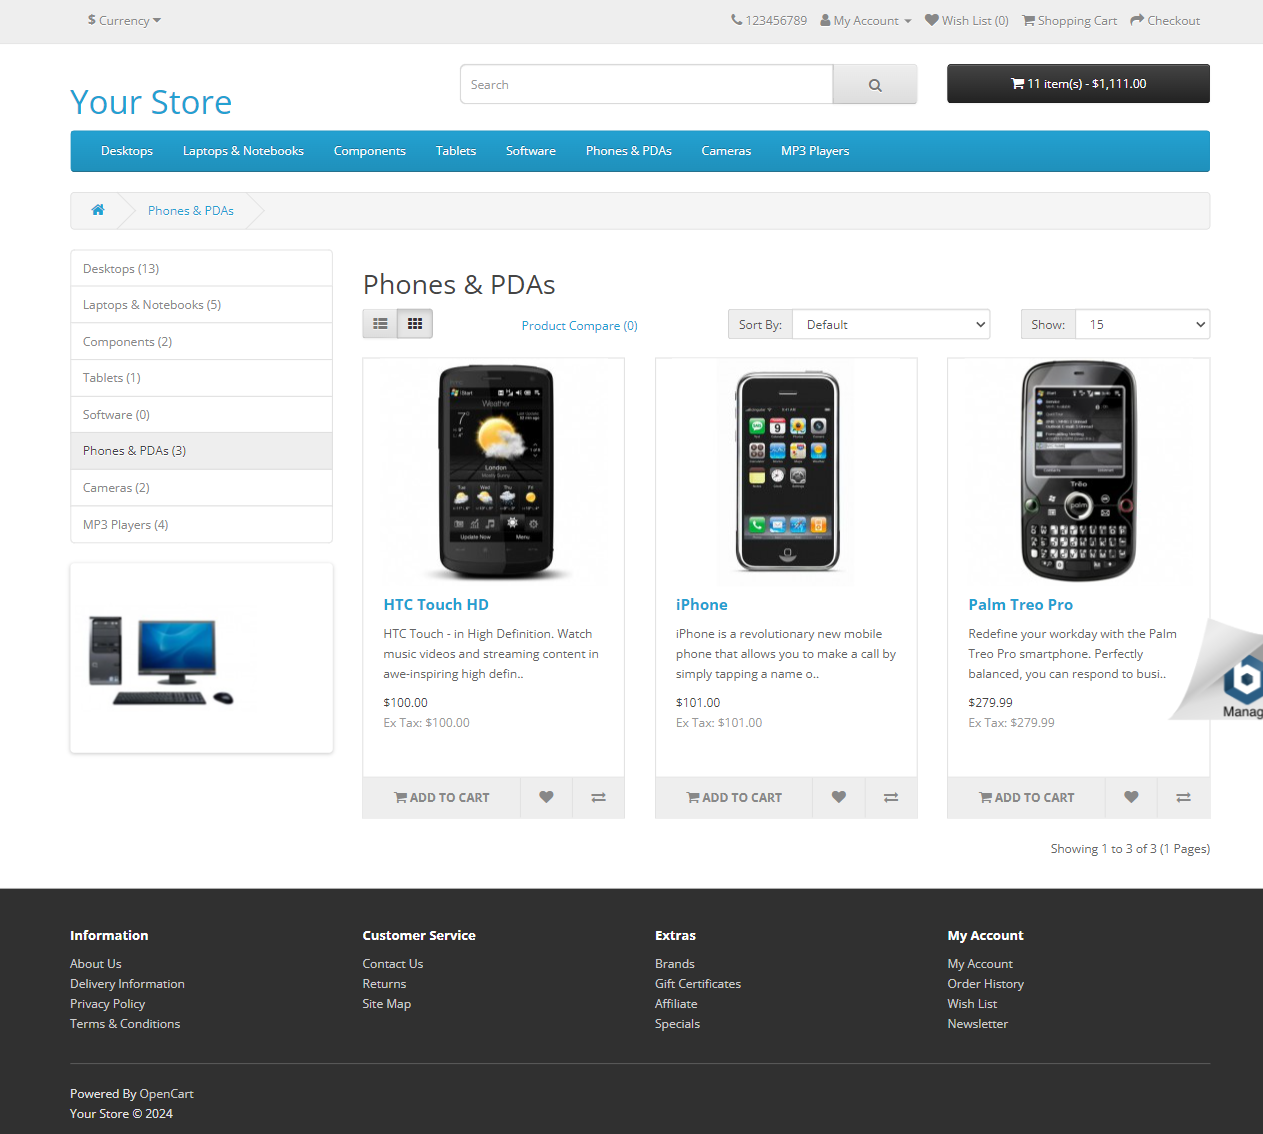 $ Currency
123456789 My Account Wish List (0) Shopping Cart Checkout
Your Store
Search
11 item(s) - $1,111.00
Desktops Laptops & Notebooks Components Tablets Software Phones & PDAs Cameras MP3 Players
Phones & PDAs
Desktops (13)
Laptops & Notebooks (5)
Components (2)
Tablets (1)
Software (0)
Phones & PDAs (3)
Cameras (2)
MP3 Players (4)
Phones & PDAs
Product Compare (0)
Sort By: Default
Show: 15
Weather
London
Update Now Menu
HTC Touch HD
HTC Touch - in High Definition. Watch
music videos and streaming content in
awe-inspiring high defin..
$100.00
Ex Tax: $100.00
ADD TO CART
iPhone
iPhone is a revolutionary new mobile
phone that allows you to make a call by
simply tapping a name o..
$101.00
Ex Tax: $101.00
ADD TO CART
Treo
palm
Palm Treo Pro
Redefine your workday with the Palm
Treo Pro smartphone. Perfectly
balanced, you can respond to busi..
$279.99
Ex Tax: $279.99
ADD TO CART
Manag
Showing 1 to 3 of 3 (1 Pages)
Information
About Us
Delivery Information
Privacy Policy
Terms & Conditions
Customer Service
Contact Us
Returns
Site Map
Extras
Brands
Gift Certificates
Affiliate
Specials
My Account
My Account
Order History
Wish List
Newsletter
Powered By OpenCart
Your Store © 2024